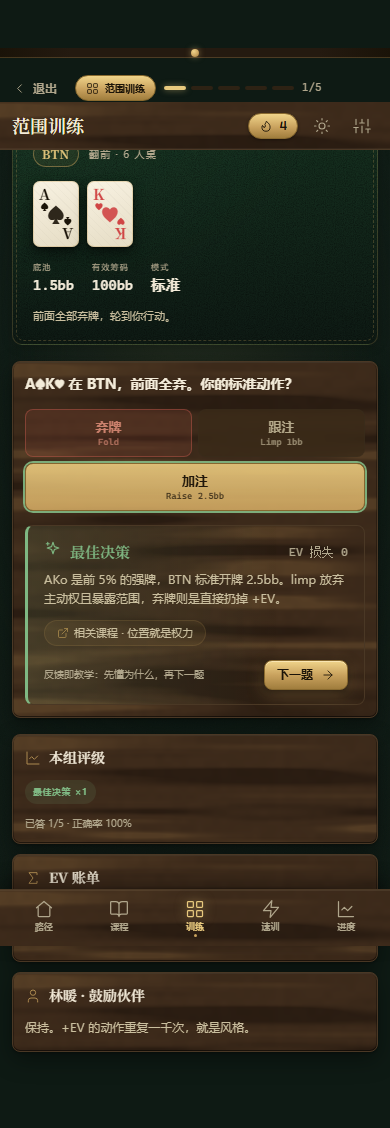 退出
范围训练
1/5
范围训练
4
BTN
翻前 · 6 人桌
A
A
K
K
底池
有效筹码
模式
1.5bb
100bb
标准
前面全部弃牌，轮到你行动。
A♠K♥ 在 BTN，前面全弃。你的标准动作?
弃牌
Fold
跟注
Limp 1bb
加注
Raise 2.5bb
最佳决策
EV 损失 0
AKo 是前 5% 的强牌，BTN 标准开牌 2.5bb。limp 放弃
主动权且暴露范围，弃牌则是直接扔掉 +EV。
相关课程 · 位置就是权力
反馈即教学：先懂为什么，再下一题
下一题
本组评级
最佳决策 ×1
已答 1/5 · 正确率 100%
EV 账单
路径
课程
训练
速训
进度
林暖 · 鼓励伙伴
保持。+EV 的动作重复一千次，就是风格。